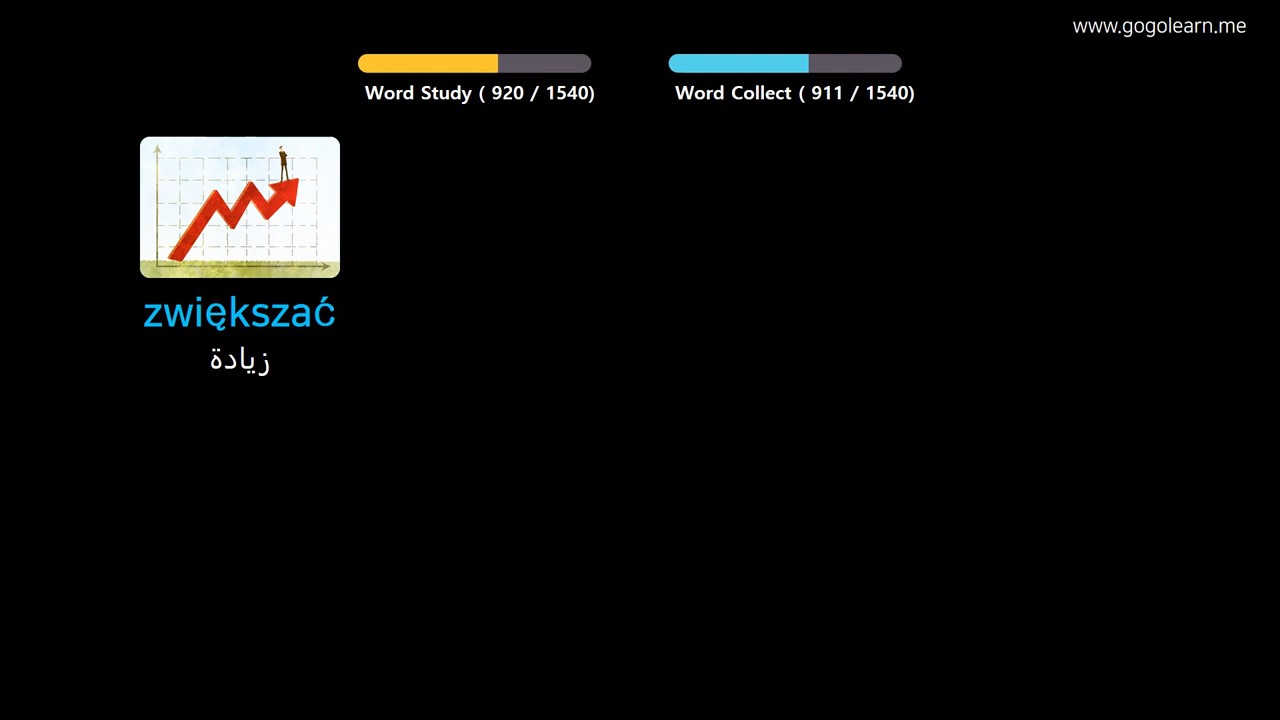 www.gogolearn.me
Word Study ( 920 / 1540)
Word Collect ( 911 / 1540)
zwiększać
زيادة